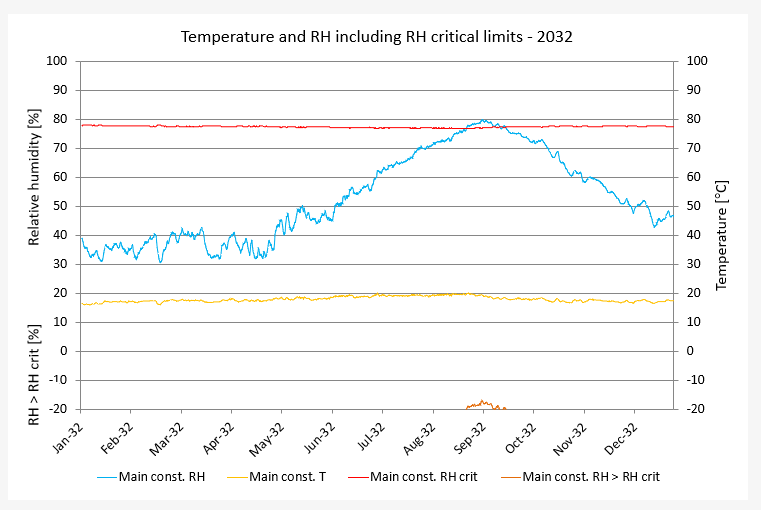 Temperature and RH including RH critical limits - 2032
100
90
80
70
60
50
40
30
20
10
0
-10
-20
Relative humidity [%]
RH > RH crit [%]
100
90
80
70
60
50
40
30
20
10
0
-10
-20
Temperature [°C]
Jan-32
Feb-32
Mar-32
Apr-32
May-32
Jun-32
Jul-32
Aug-32
Sep-32
Oct-32
Nov-32
Dec-32
Main const. RH
Main const. T
Main const. RH crit
Main const. RH > RH crit